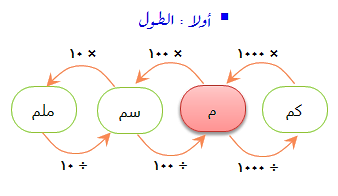 أولا : الطول
× ١٠٠٠ × ١٠٠ × ١٠
كم م سم ملم
÷ ١٠٠٠ ÷ ١٠٠ ÷ ١٠